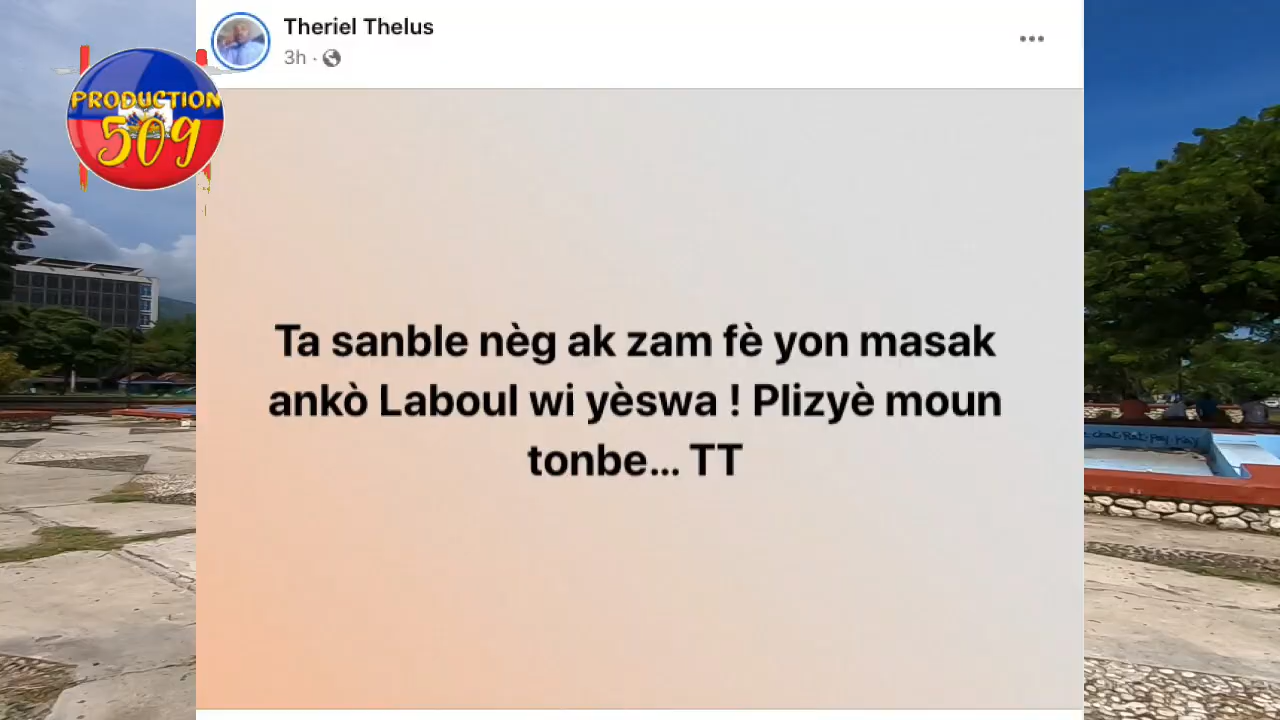 Theriel Thelus
3h ·
PRODUCTION
509
Ta sanble nèg ak zam fè yon masak
ankò Laboul wi yèswa ! Plizyè moun
tonbe... TT